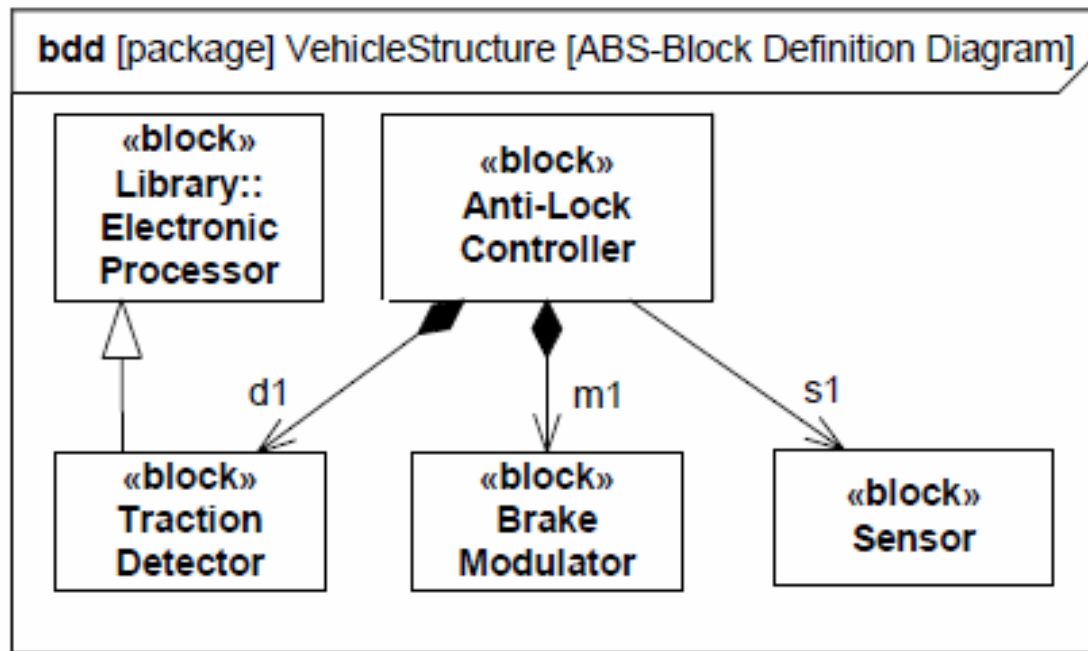 bdd [package] VehicleStructure [ABS-Block Definition Diagram]
«block»
Library::
Electronic
Processor
«block»
Anti-Lock
Controller
d1
m1
s1
«block»
Traction
Detector
«block»
Brake
Modulator
«block»
Sensor